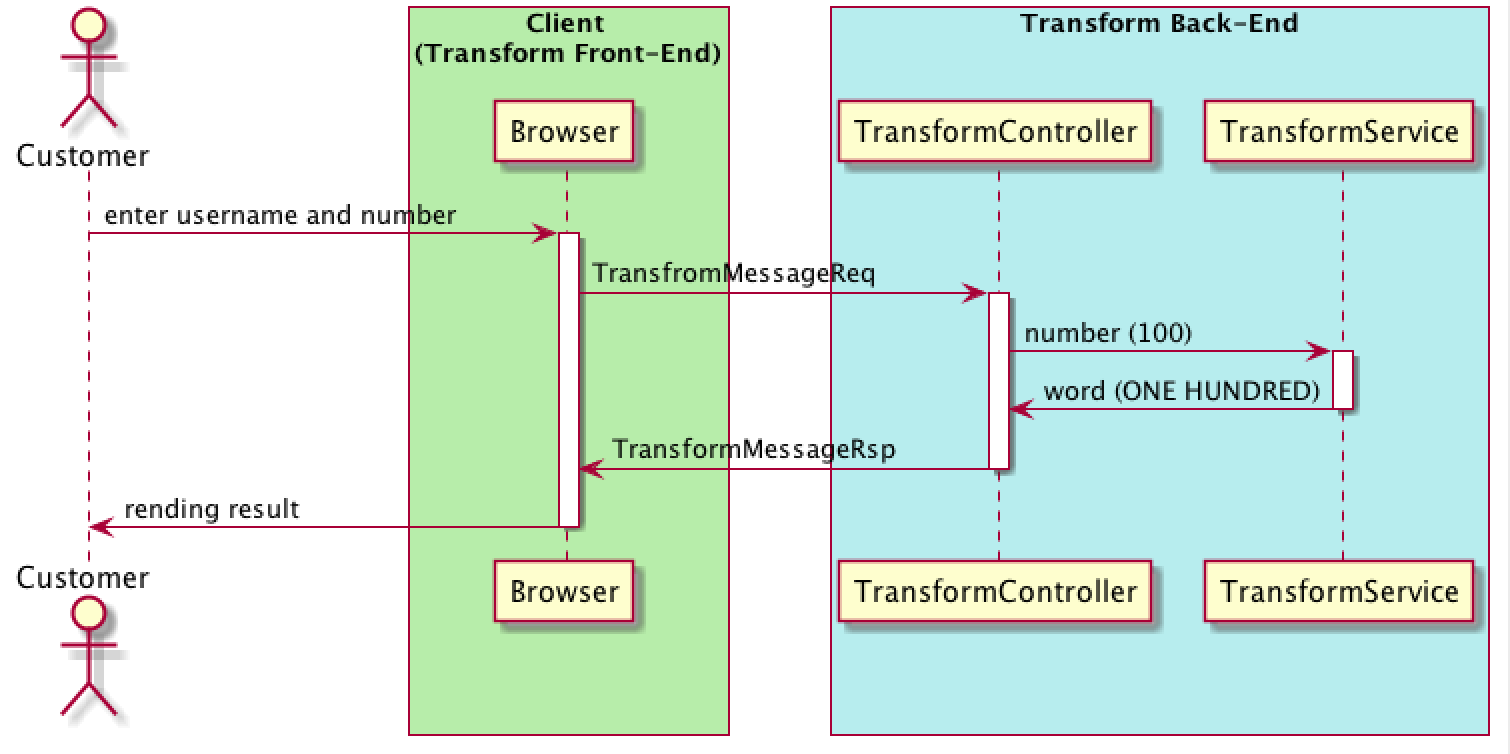 Client
(Transform Front-End)
Transform Back-End
Browser
TransformController
TransformService
Customer
enter username and number
TransfromMessageReq
number (100)
word (ONE HUNDRED)
TransformMessageRsp
rending result
Customer
Browser
TransformController
TransformService